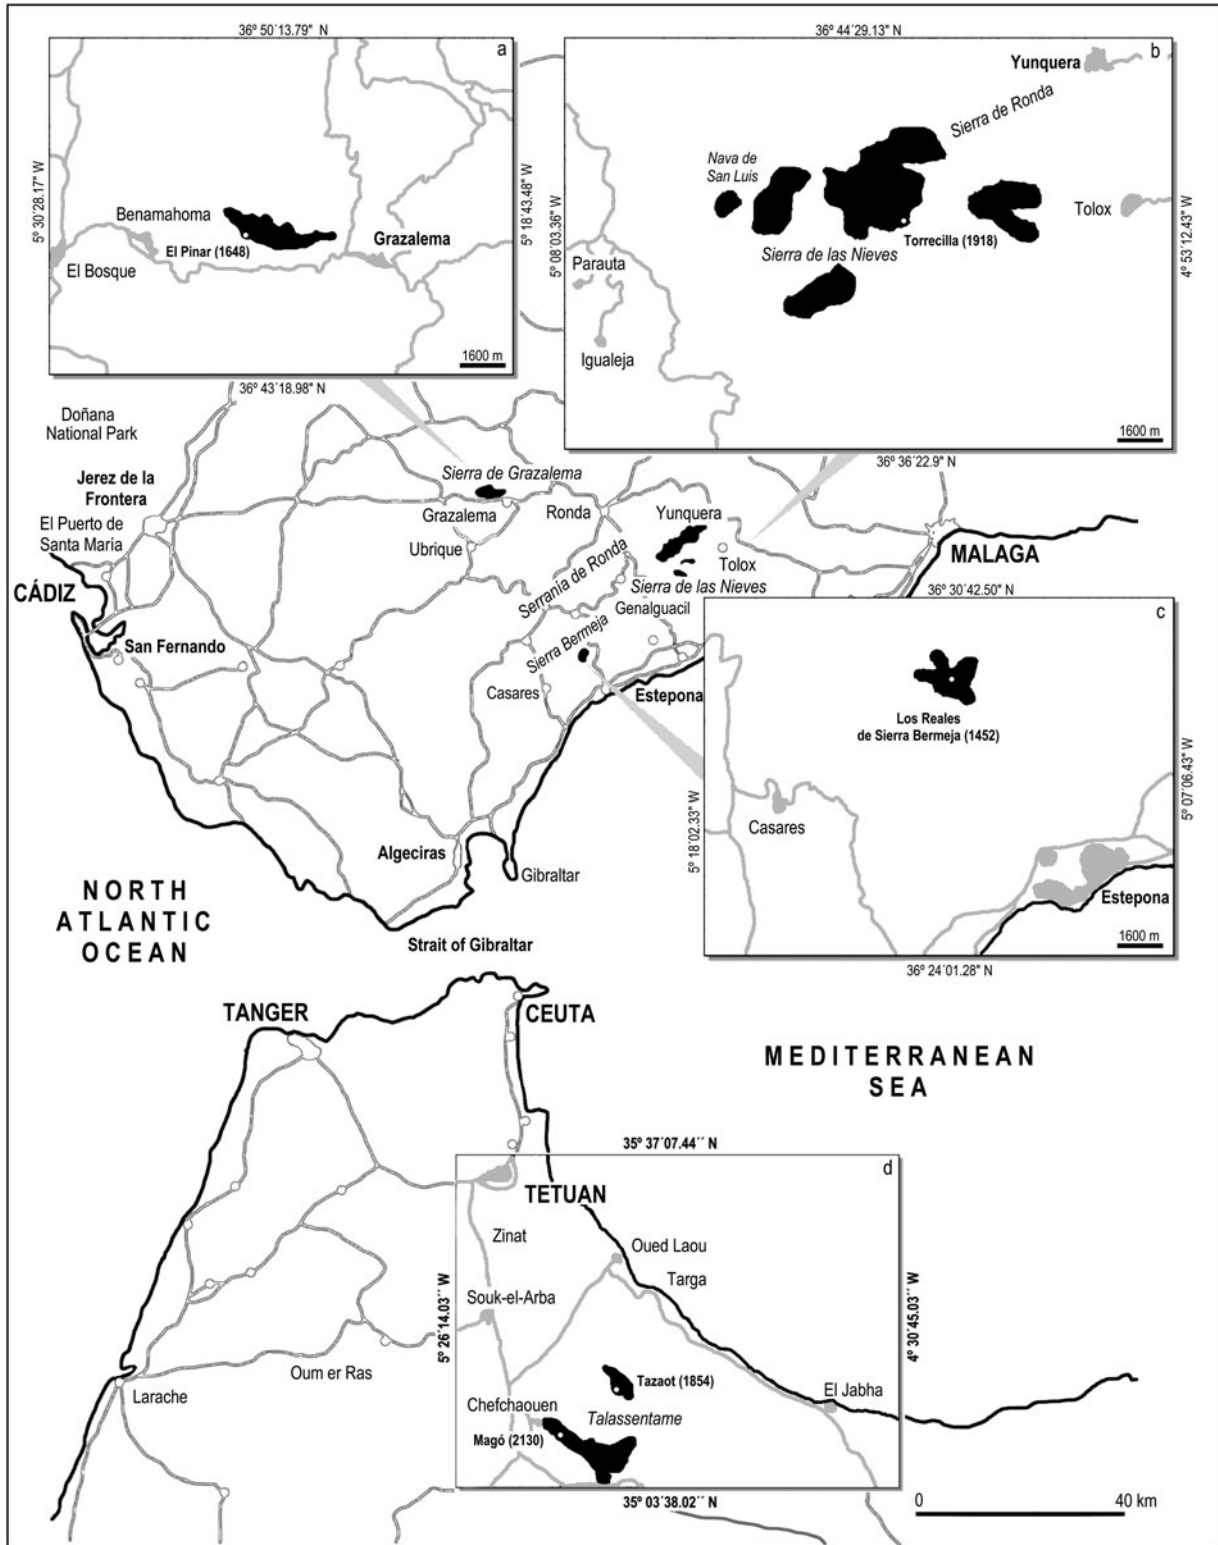 36º 50´13.79" N
a
5º 30´28.17" W
5º 18´43.48" W
Benamahoma
El Pinar (1648)
Grazalema
El Bosque
1600 m
43º 18.98" N
36º 44´29.13" N
b
Yunquera
Sierra de Ronda
Nava de
San Luis
Tolox
Torrecilla (1918)
Sierra de las Nieves
5º 08´03.36" W
4º 53´12.43" W
Parauta
Igualeja
1600 m
36º 36´22.9" N
36º 43´18.98" N
Doñana
National Park
Jerez de la
Frontera
El Puerto de
Santa María
CÁDIZ
San Fernando
Sierra de Grazalema
Grazalema
Ubrique
Ronda
Yunquera
Tolox
Serranía de Ronda
Sierra de las Nieves
Genalguacil
Sierra Bermeja
Casares
Estepona
MALAGA
36º 30´42.50" N
c
Los Reales
de Sierra Bermeja (1452)
5º 18´02.33" W
5º 07´06.43" W
Casares
Estepona
1600 m
36º 24´01.28" N
Algeciras
Gibraltar
NORTH
ATLANTIC
OCEAN
Strait of Gibraltar
TANGER
CEUTA
MEDITERRANEAN
SEA
35º 37´07.44´´ N
d
TETUAN
Zinat
Oued Laou
Targa
Souk-el-Arba
5º 26´14.03´´ W
4º 30´45.03´´ W
Oum er Ras
Larache
Tazaot (1854)
Chefchaouen
Talassentame
El Jabha
Magó (2130)
35º 03´38.02´´ N
0
40 km